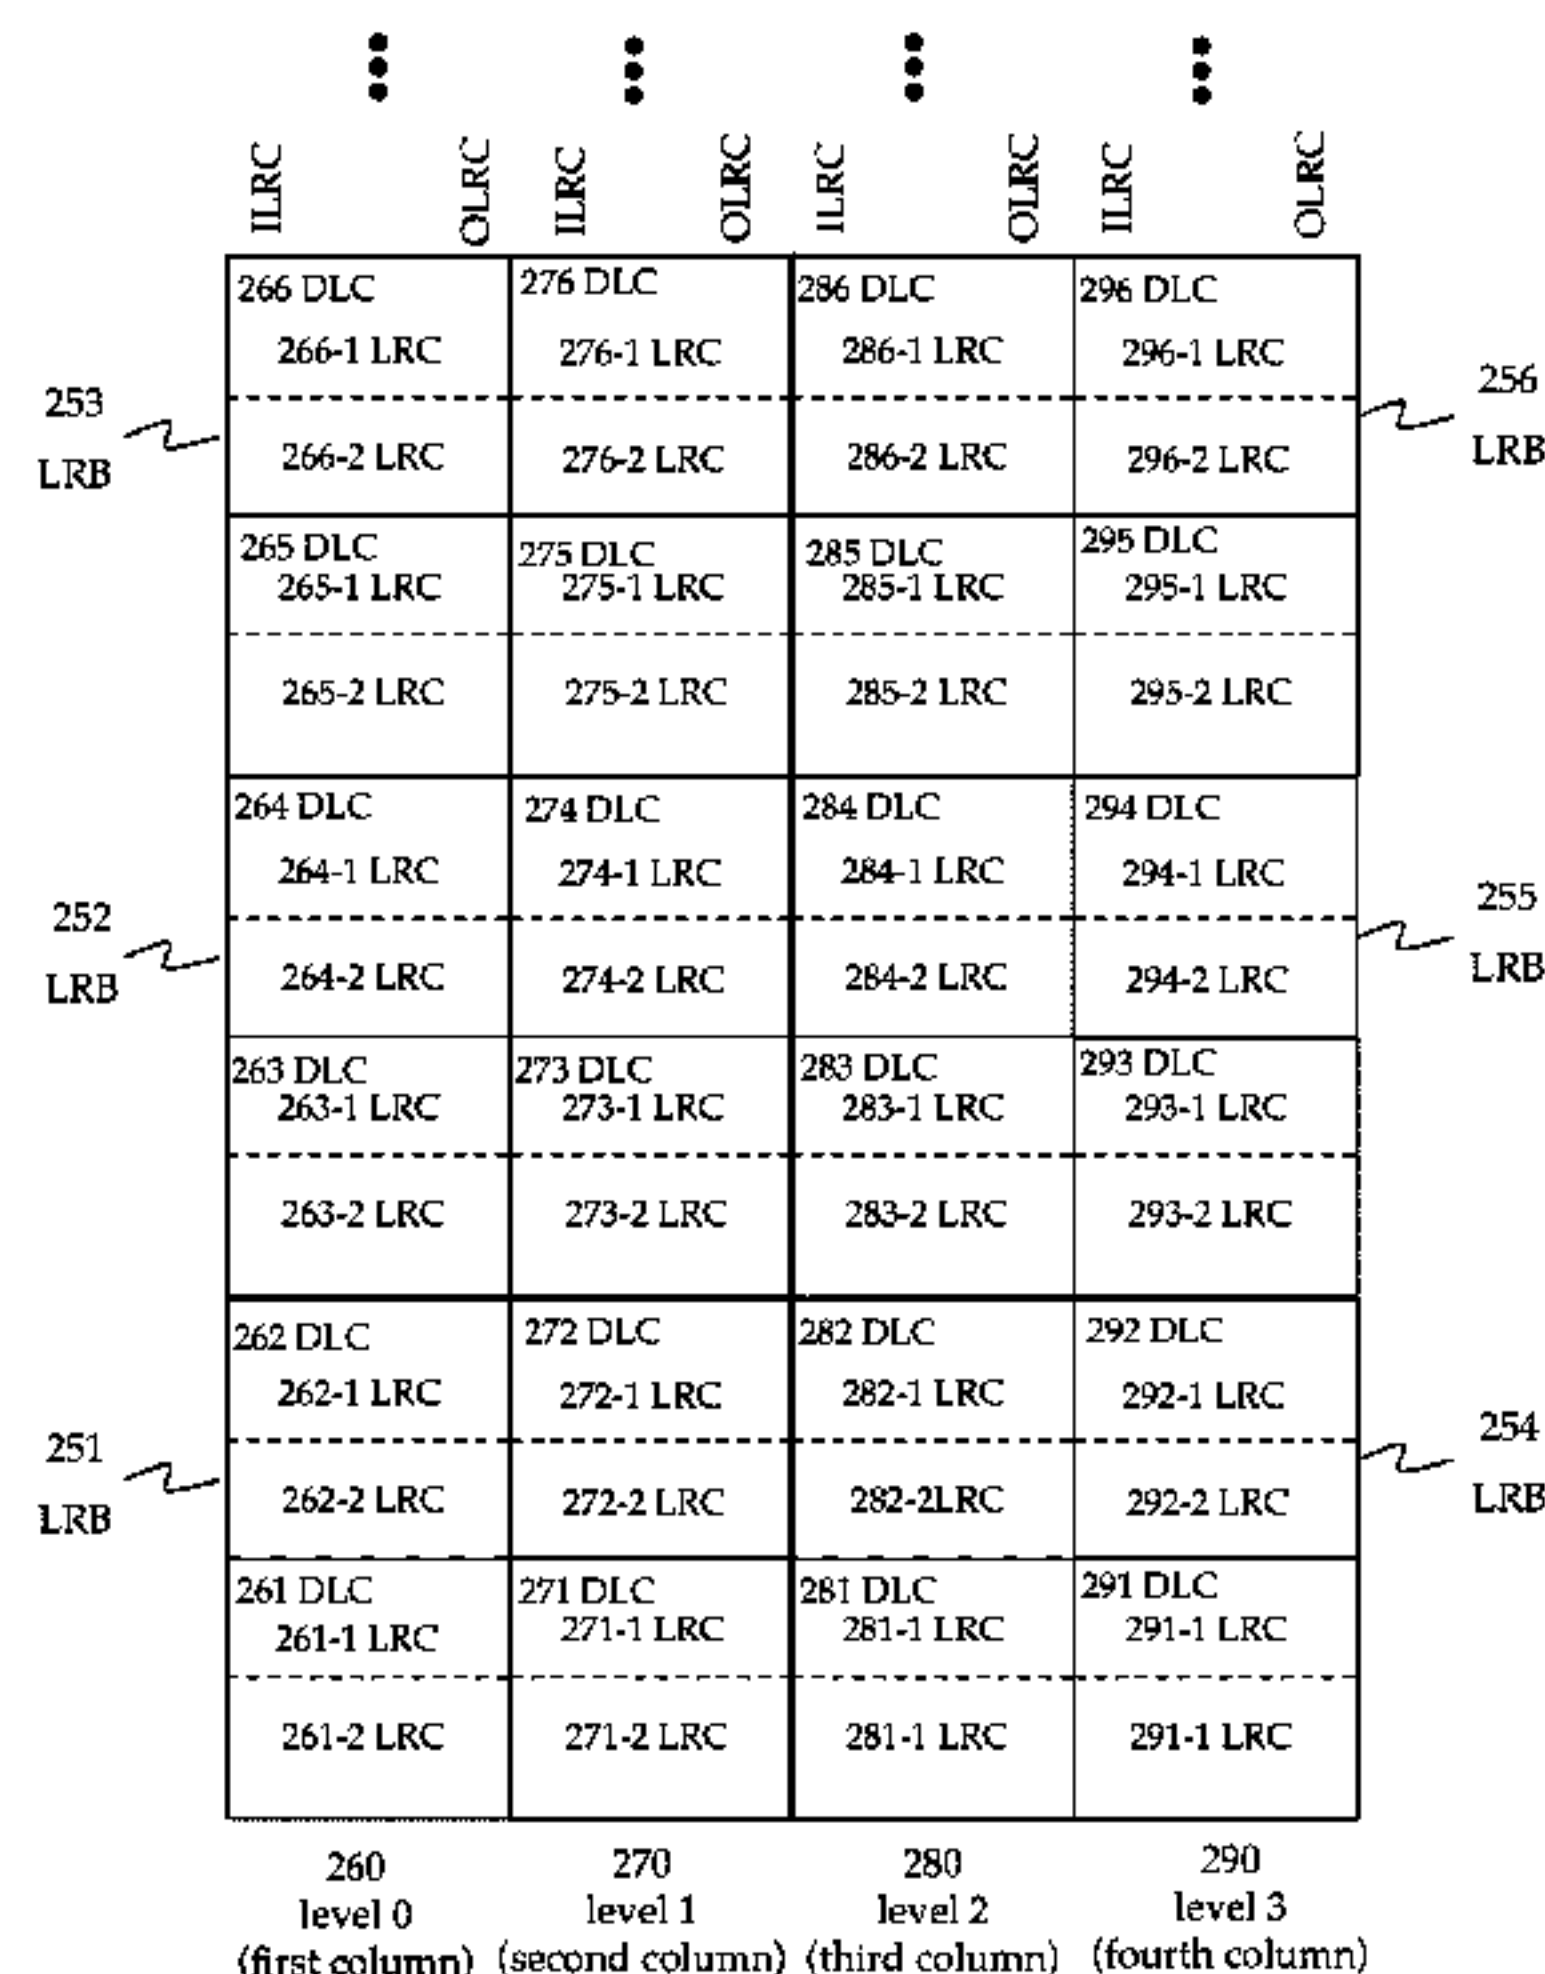 ILRC OLRC ILRC OLRC ILRC OLRC ILRC OLRC
266 DLC 276 DLC 286 DLC 296 DLC
266-1 LRC 276-1 LRC 286-1 LRC 296-1 LRC
253 LRB
256 LRB
266-2 LRC 276-2 LRC 286-2 LRC 296-2 LRC
265 DLC 275 DLC 285 DLC 295 DLC
265-1 LRC 275-1 LRC 285-1 LRC 295-1 LRC
265-2 LRC 275-2 LRC 285-2 LRC 295-2 LRC
264 DLC 274 DLC 284 DLC 294 DLC
264-1 LRC 274-1 LRC 284-1 LRC 294-1 LRC
252 LRB
255 LRB
264-2 LRC 274-2 LRC 284-2 LRC 294-2 LRC
263 DLC 273 DLC 283 DLC 293 DLC
263-1 LRC 273-1 LRC 283-1 LRC 293-1 LRC
263-2 LRC 273-2 LRC 283-2 LRC 293-2 LRC
262 DLC 272 DLC 282 DLC 292 DLC
262-1 LRC 272-1 LRC 282-1 LRC 292-1 LRC
251 LRB
254 LRB
262-2 LRC 272-2 LRC 282-2LRC 292-2 LRC
261 DLC 271 DLC 281 DLC 291 DLC
261-1 LRC 271-1 LRC 281-1 LRC 291-1 LRC
261-2 LRC 271-2 LRC 281-1 LRC 291-1 LRC
260 270 280 290
level 0 level 1 level 2 level 3
(first column) (second column) (third column) (fourth column)